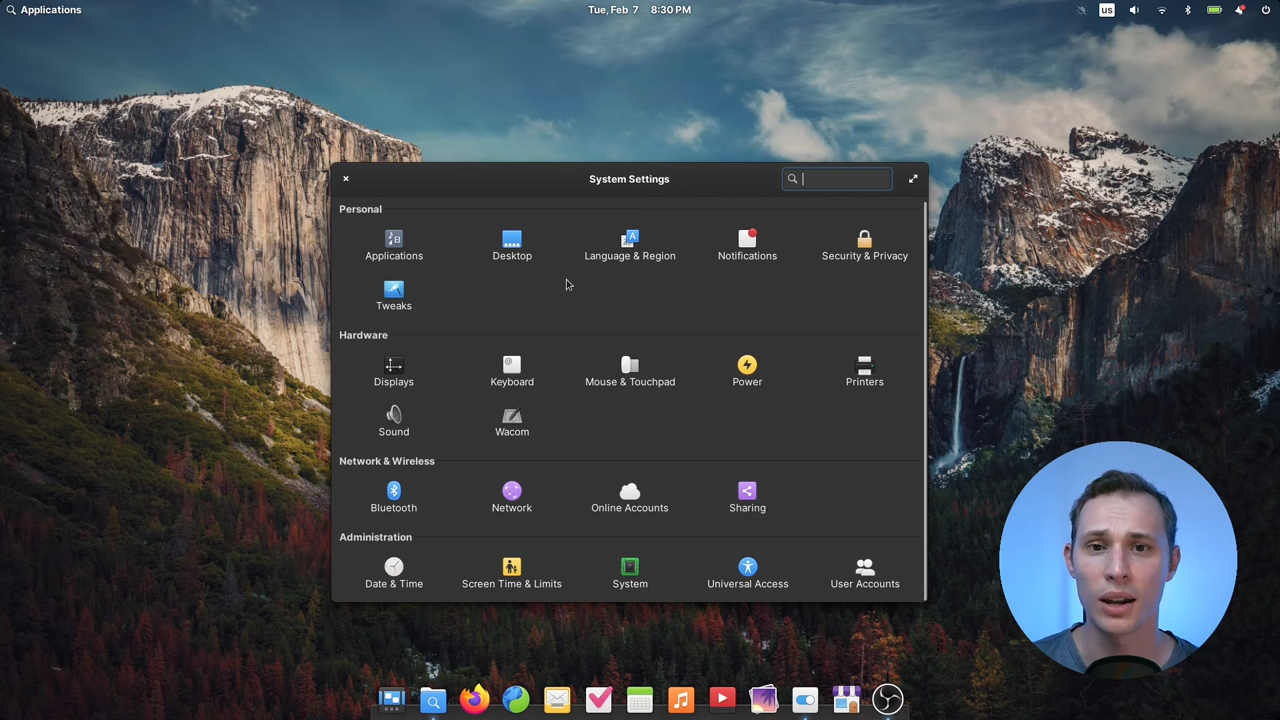 Applications
Tue, Feb 7 8:30 PM
us
System Settings
Personal
Applications
Desktop
Language & Region
Notifications
Security & Privacy
Tweaks
Hardware
Displays
Keyboard
Mouse & Touchpad
Power
Printers
Sound
Wacom
Network & Wireless
Bluetooth
Network
Online Accounts
Sharing
Administration
Date & Time
Screen Time & Limits
System
Universal Access
User Accounts